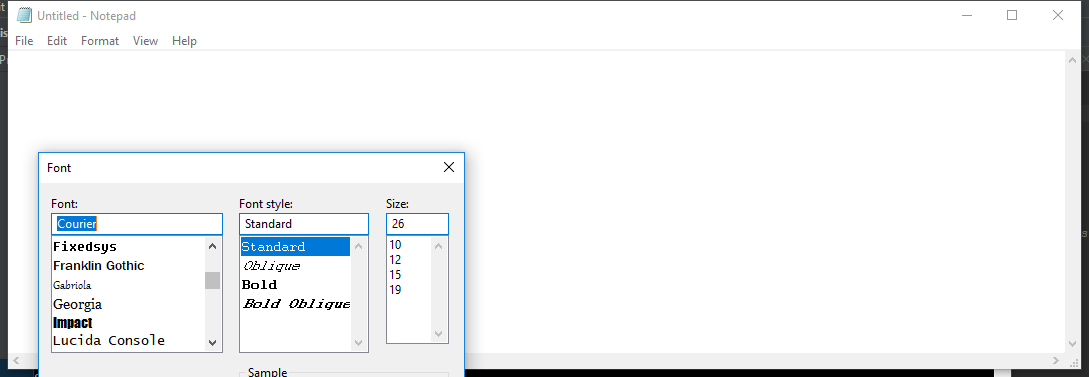 Untitled - Notepad
File Edit Format View Help
Font
Font: Font style: Size:
Courier Standard 26
Fixedsys
Franklin Gothic
Gabriola
Georgia
Impact
Lucida Console
Standard
Oblique
Bold
Bold Oblique
10
12
15
19
Sample